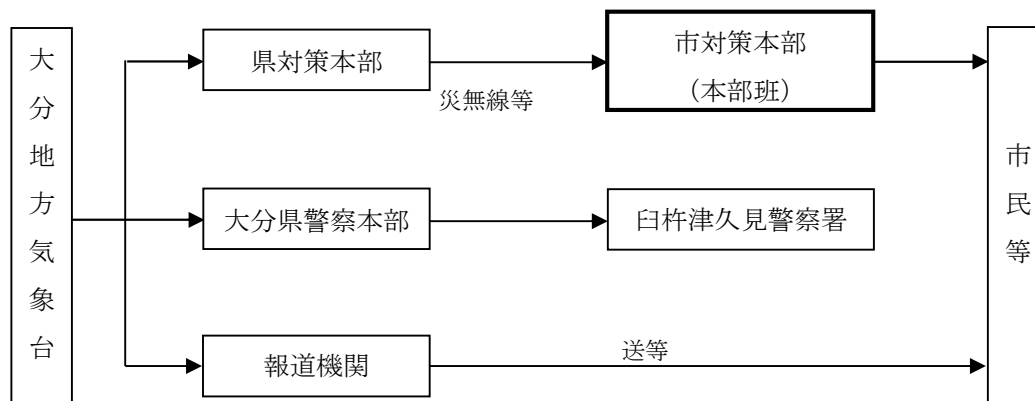 大分地方気象台
県対策本部
災無線等
市対策本部
（本部班）
大分県警察本部
臼杵津久見警察署
報道機関
送等
市民等